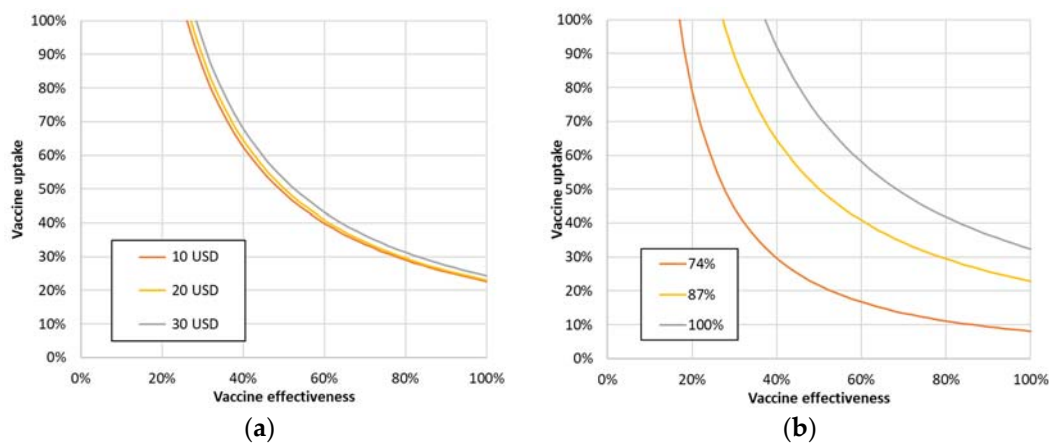 100%
90%
80%
70%
60%
50%
40%
30%
20%
10%
0%
Vaccine uptake
10 USD
20 USD
30 USD
0% 20% 40% 60% 80% 100%
Vaccine effectiveness
(a)
100%
90%
80%
70%
60%
50%
40%
30%
20%
10%
0%
Vaccine uptake
74%
87%
100%
0% 20% 40% 60% 80% 100%
Vaccine effectiveness
(b)